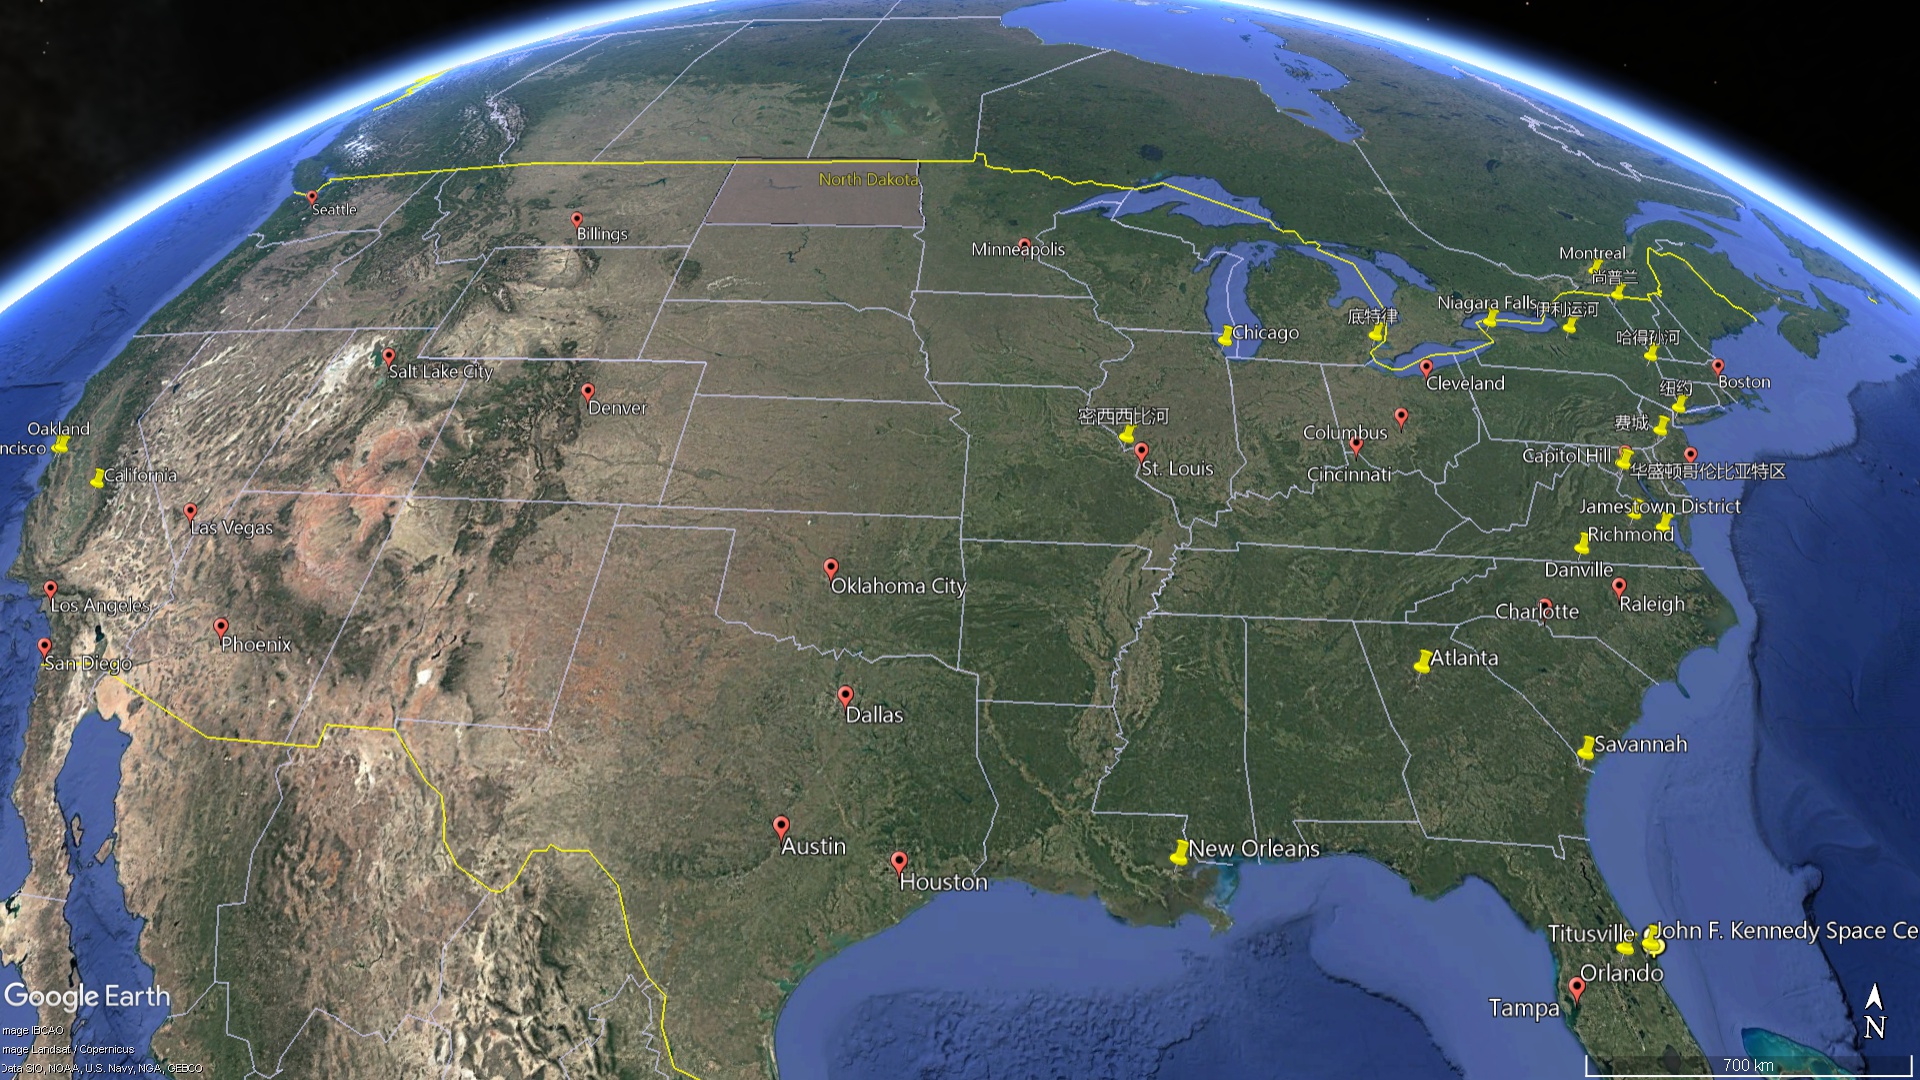 North Dakota
Seattle
Billings
Minneapolis
Montreal
尚普兰
Niagara Falls
伊利运河
底特律
Chicago
哈得孙河
Salt Lake City
Cleveland
Boston
纽约
Denver
密西西比河
费城
Oakland
ncisco
Columbus
Capitol Hill
St. Louis
Cincinnati
华盛顿哥伦比亚特区
California
Jamestown District
Las Vegas
Richmond
Danville
Oklahoma City
Los Angeles
Charlotte
Raleigh
Phoenix
San Diego
Atlanta
Dallas
Savannah
Austin
New Orleans
Houston
Titusville
John F. Kennedy Space Ce
Orlando
Tampa
Google Earth
N
mage IBCAO
mage Landsat / Copernicus
Data SIO, NOAA, U.S. Navy, NGA, GEBCO
700 km